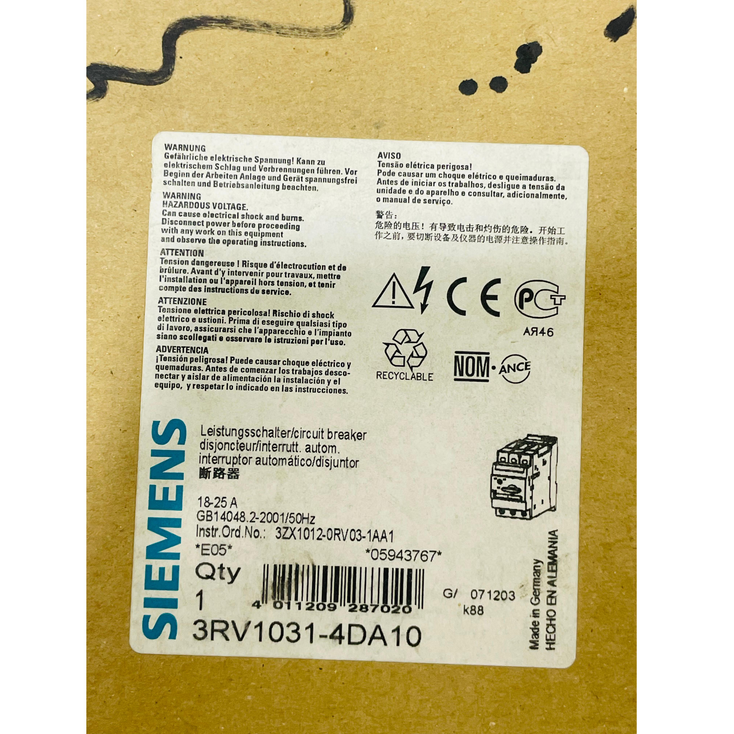 WARNUNG
Gefährliche elektrische Spannung! Kann zu
elektrischem Schlag und Verbrennungen führen. Vor
Beginn der Arbeiten Anlage und Gerät spannungsfrei
schalten und Betriebsanleitung beachten.
WARNING
HAZARDOUS VOLTAGE.
Can cause electrical shock and burns.
Disconnect power before proceeding
with any work on this equipment
and observe the operating instructions.
ATTENTION
Tension dangereuse ! Risque d'électrocution et de
brûlure. Avant d'y intervenir pour travaux, mettre
l'installation ou l'appareil hors tension, et tenir
compte des instructions de service.
ATTENZIONE
Tensione elettrica pericolosa! Rischio di shock
elettrico e ustioni. Prima di eseguire qualsiasi tipo
di lavoro, assicurarsi che l'apparecchio e l'impianto
siano scollegati e osservare le istruzioni per l'uso.
ADVERTENCIA
¡Tensión peligrosa! Puede causar choque eléctrico y
quemaduras. Antes de comenzar los trabajos desco-
nectar y aislar de alimentación la instalación y el
equipo, y respetar lo indicado en las instrucciones.
AVISO
Tensão elétrica perigosa!
Pode causar um choque elétrico e queimaduras.
Antes de iniciar os trabalhos, desligue a tensão da
unidade e do aparelho e consultar, adicionalmente,
o manual de serviço.
警告:
危险的电压！有导致电击和灼伤的危险。开始工
作之前，要切断设备及仪器的电源并注意操作指南。
CE
PCT
АЯ46
RECYCLABLE
NOM·ANCE
SIEMENS
Leistungsschalter/circuit breaker
disjoncteur/interrutt. autom.
interruptor automático/disjuntor
断路器
18-25 A
GB14048.2-2001/50Hz
Instr.Ord.No.: 3ZX1012-0RV03-1AA1
*E05* *05943767*
Qty
1
4 011209 287020
G/ 071203
k88
3RV1031-4DA10
Made in Germany
HECHO EN ALEMANIA